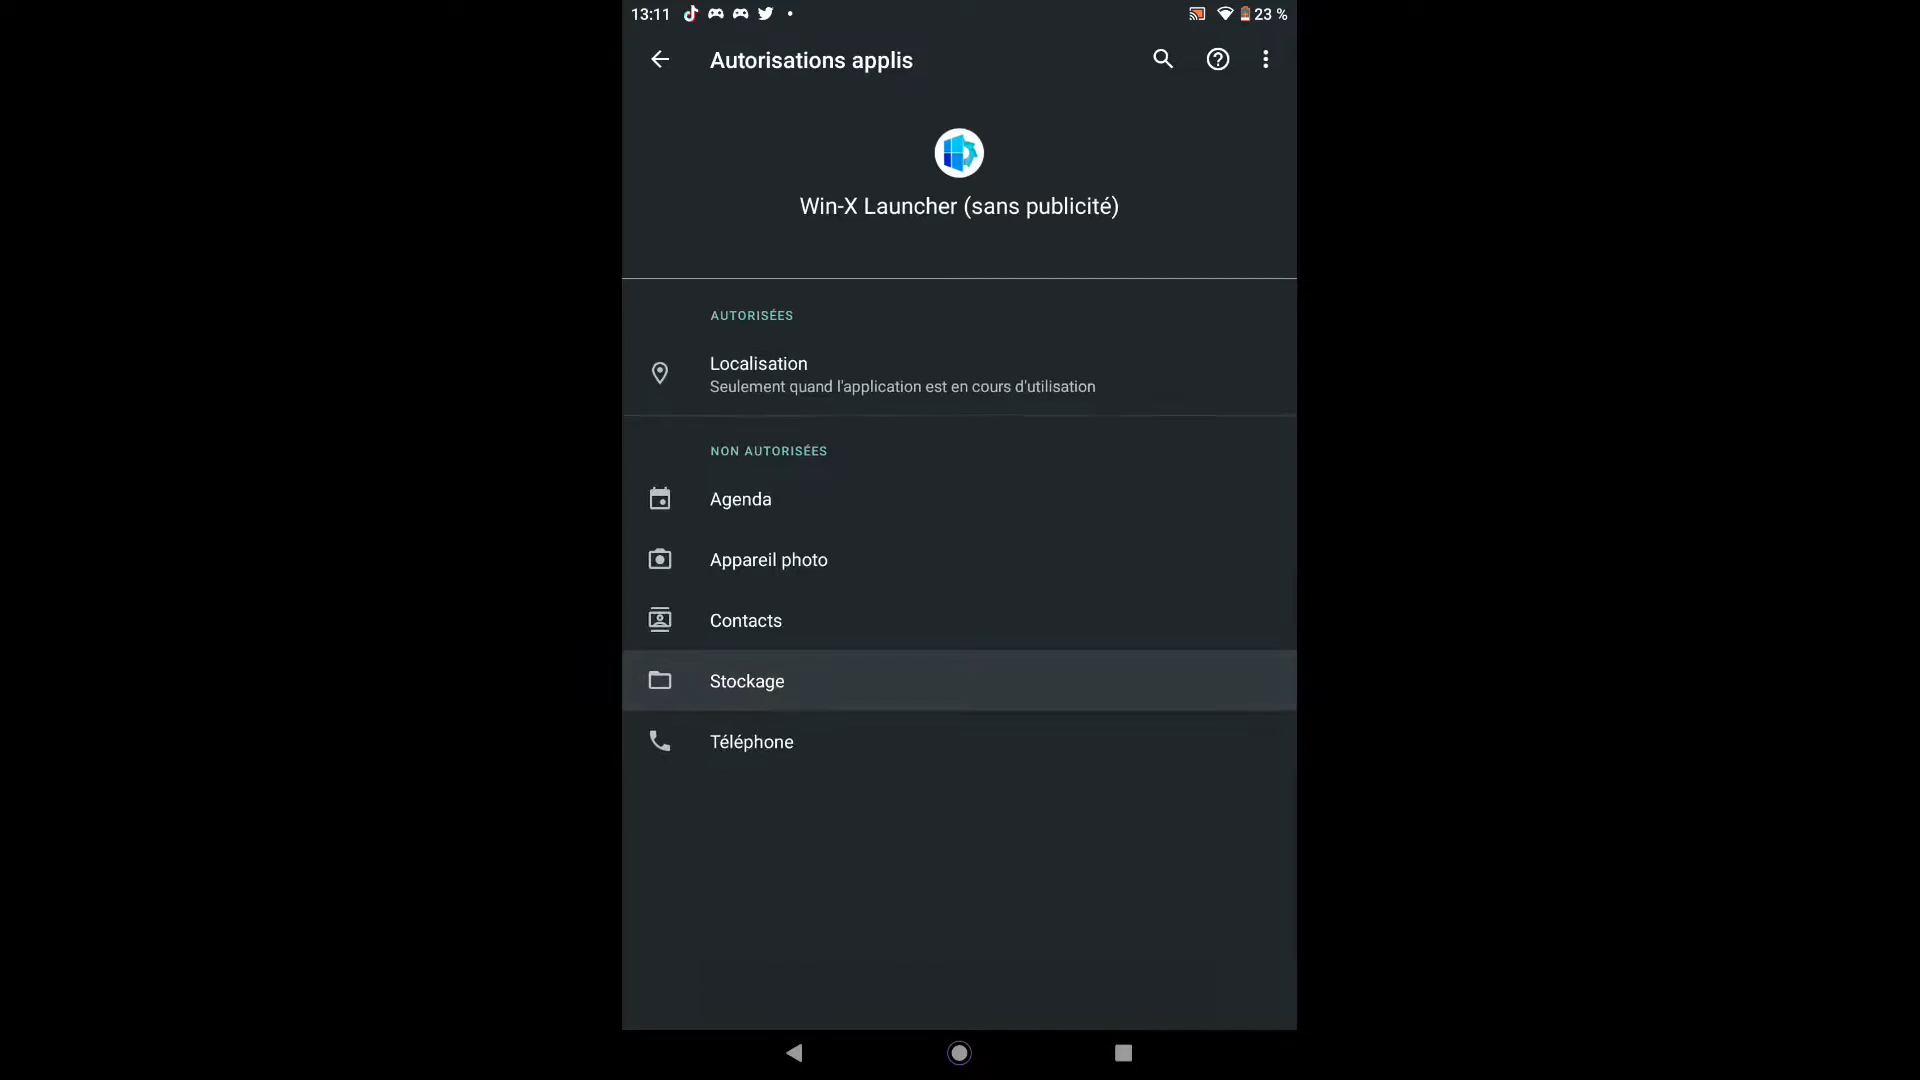 13:11
23 %
Autorisations applis
Win-X Launcher (sans publicité)
AUTORISÉES
Localisation
Seulement quand l'application est en cours d'utilisation
NON AUTORISÉES
Agenda
Appareil photo
Contacts
Stockage
Téléphone